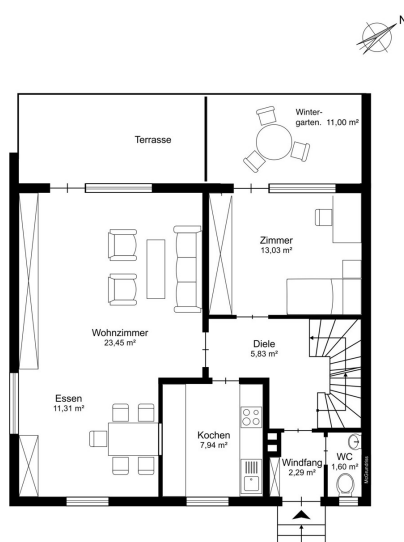 N
Winter-
garten. 11,00 m²
Terrasse
Zimmer
13,03 m²
Wohnzimmer
23,45 m²
Diele
5,83 m²
Essen
11,31 m²
Kochen
7,94 m²
Windfang
2,29 m²
WC
1,60 m²
McGrundriss